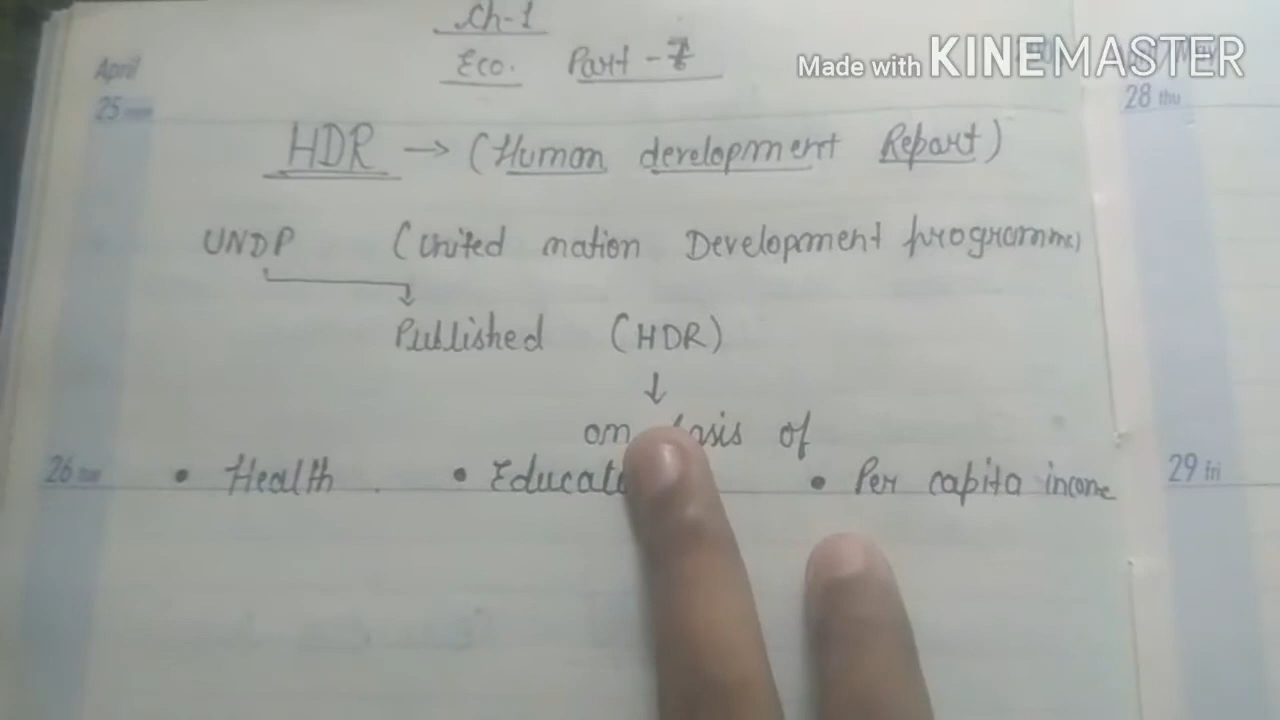 Ch-1
Eco. Part - 7
Made with KINEMASTER
April
25
28 thu
HDR → (Human development Report)
UNDP (United nation Development programme)
Published (HDR)
↓
on basis of
26
• Health . • Educat • Per capita income
29 fri